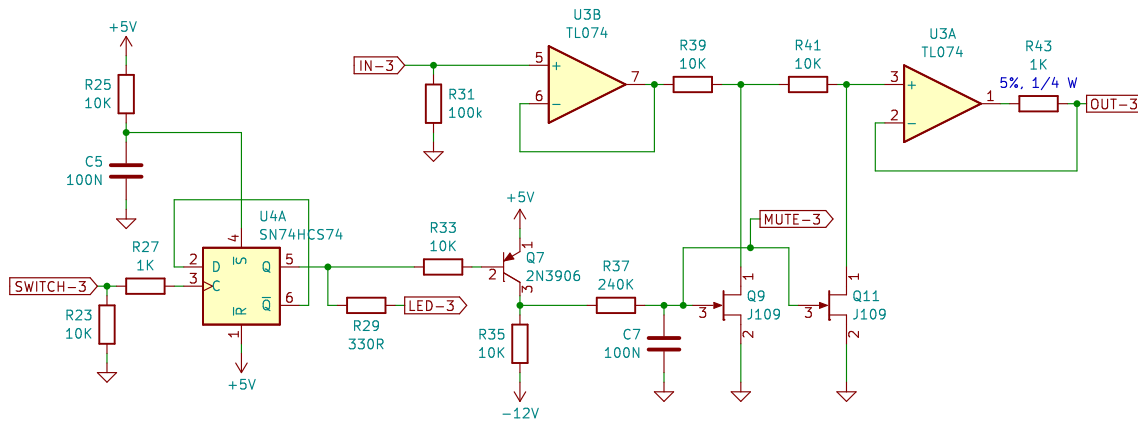 +5V
R25
10K
C5
100N
SWITCH-3
R23
10K
R27
1K
U4A
SN74HCS74
4
S
2
D
Q
5
3
C
Q
6
R
1
+5V
R29
330R
LED-3
R33
10K
+5V
1
Q7
2N3906
2
3
R35
10K
-12V
R37
240K
C7
100N
MUTE-3
1
Q9
J109
3
2
1
Q11
J109
3
2
IN-3
R31
100k
U3B
TL074
5
+
7
6
−
R39
10K
R41
10K
U3A
TL074
3
+
1
2
−
R43
1K
5%, 1/4 W
OUT-3